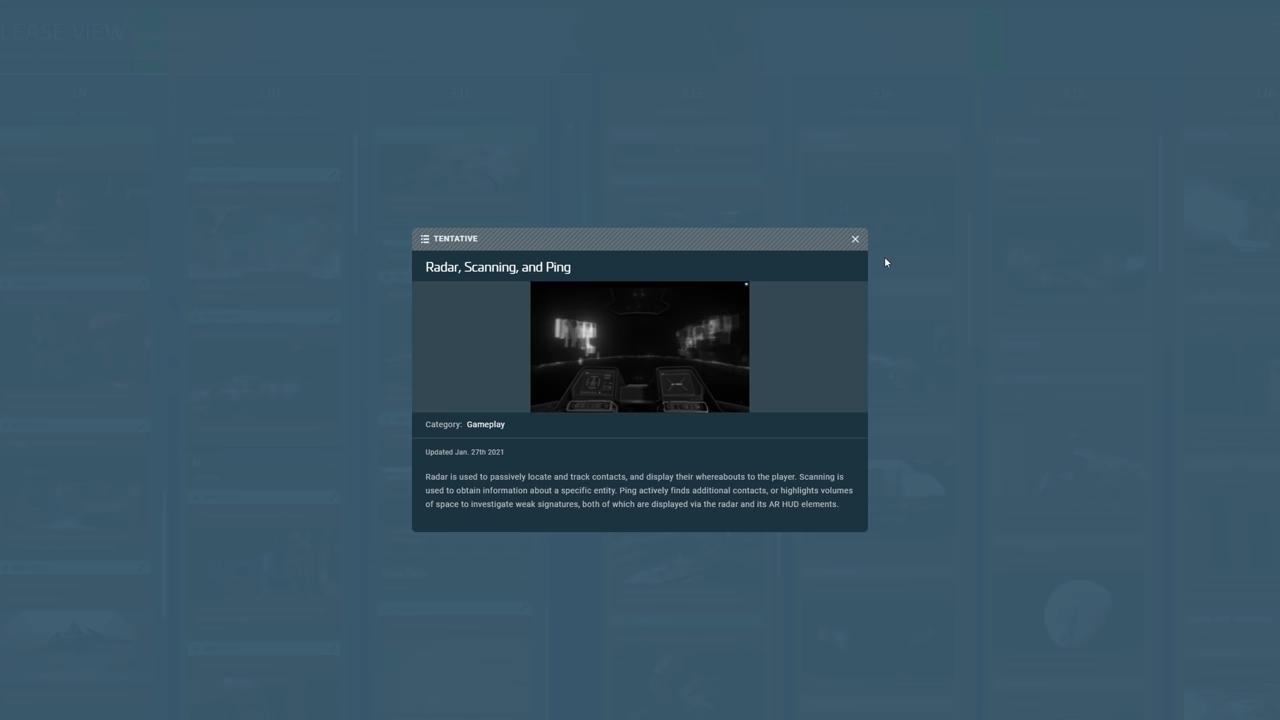 LEASE VIEW
TENTATIVE
Radar, Scanning, and Ping
Category: Gameplay
Updated Jan. 27th 2021
Radar is used to passively locate and track contacts, and display their whereabouts to the player. Scanning is
used to obtain information about a specific entity. Ping actively finds additional contacts, or highlights volumes
of space to investigate weak signatures, both of which are displayed via the radar and its AR HUD elements.